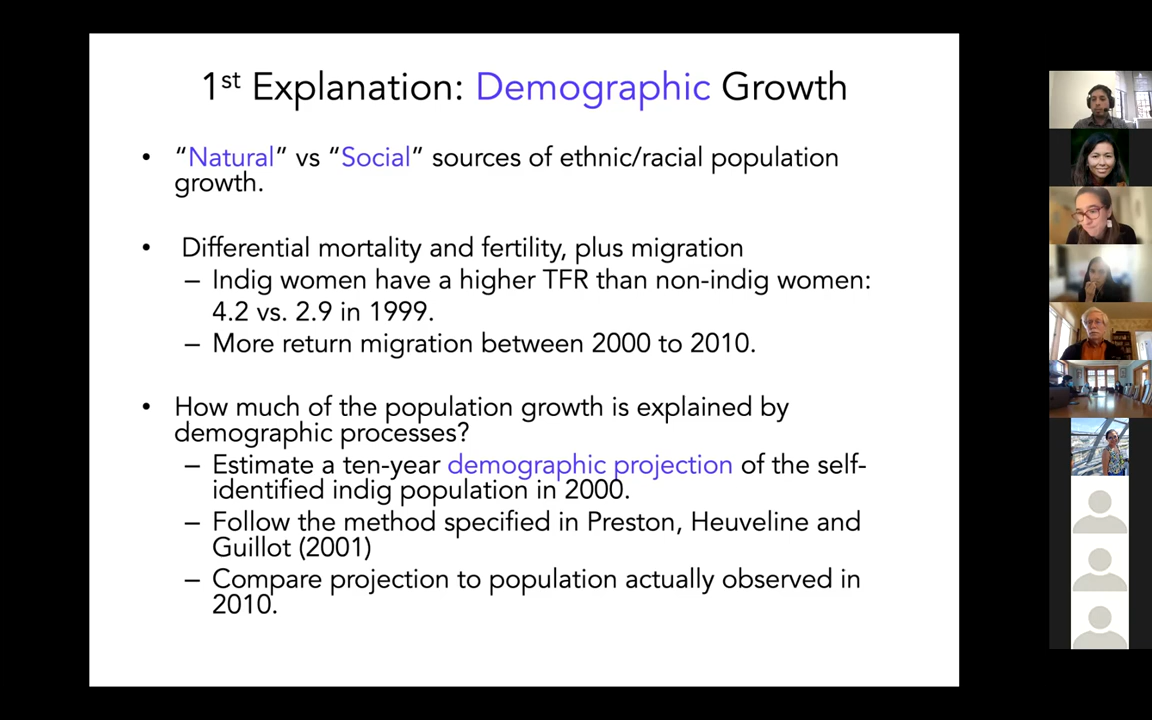 1st Explanation: Demographic Growth
• “Natural” vs “Social” sources of ethnic/racial population
growth.
• Differential mortality and fertility, plus migration
– Indig women have a higher TFR than non-indig women:
4.2 vs. 2.9 in 1999.
– More return migration between 2000 to 2010.
• How much of the population growth is explained by
demographic processes?
– Estimate a ten-year demographic projection of the self-
identified indig population in 2000.
– Follow the method specified in Preston, Heuveline and
Guillot (2001)
– Compare projection to population actually observed in
2010.